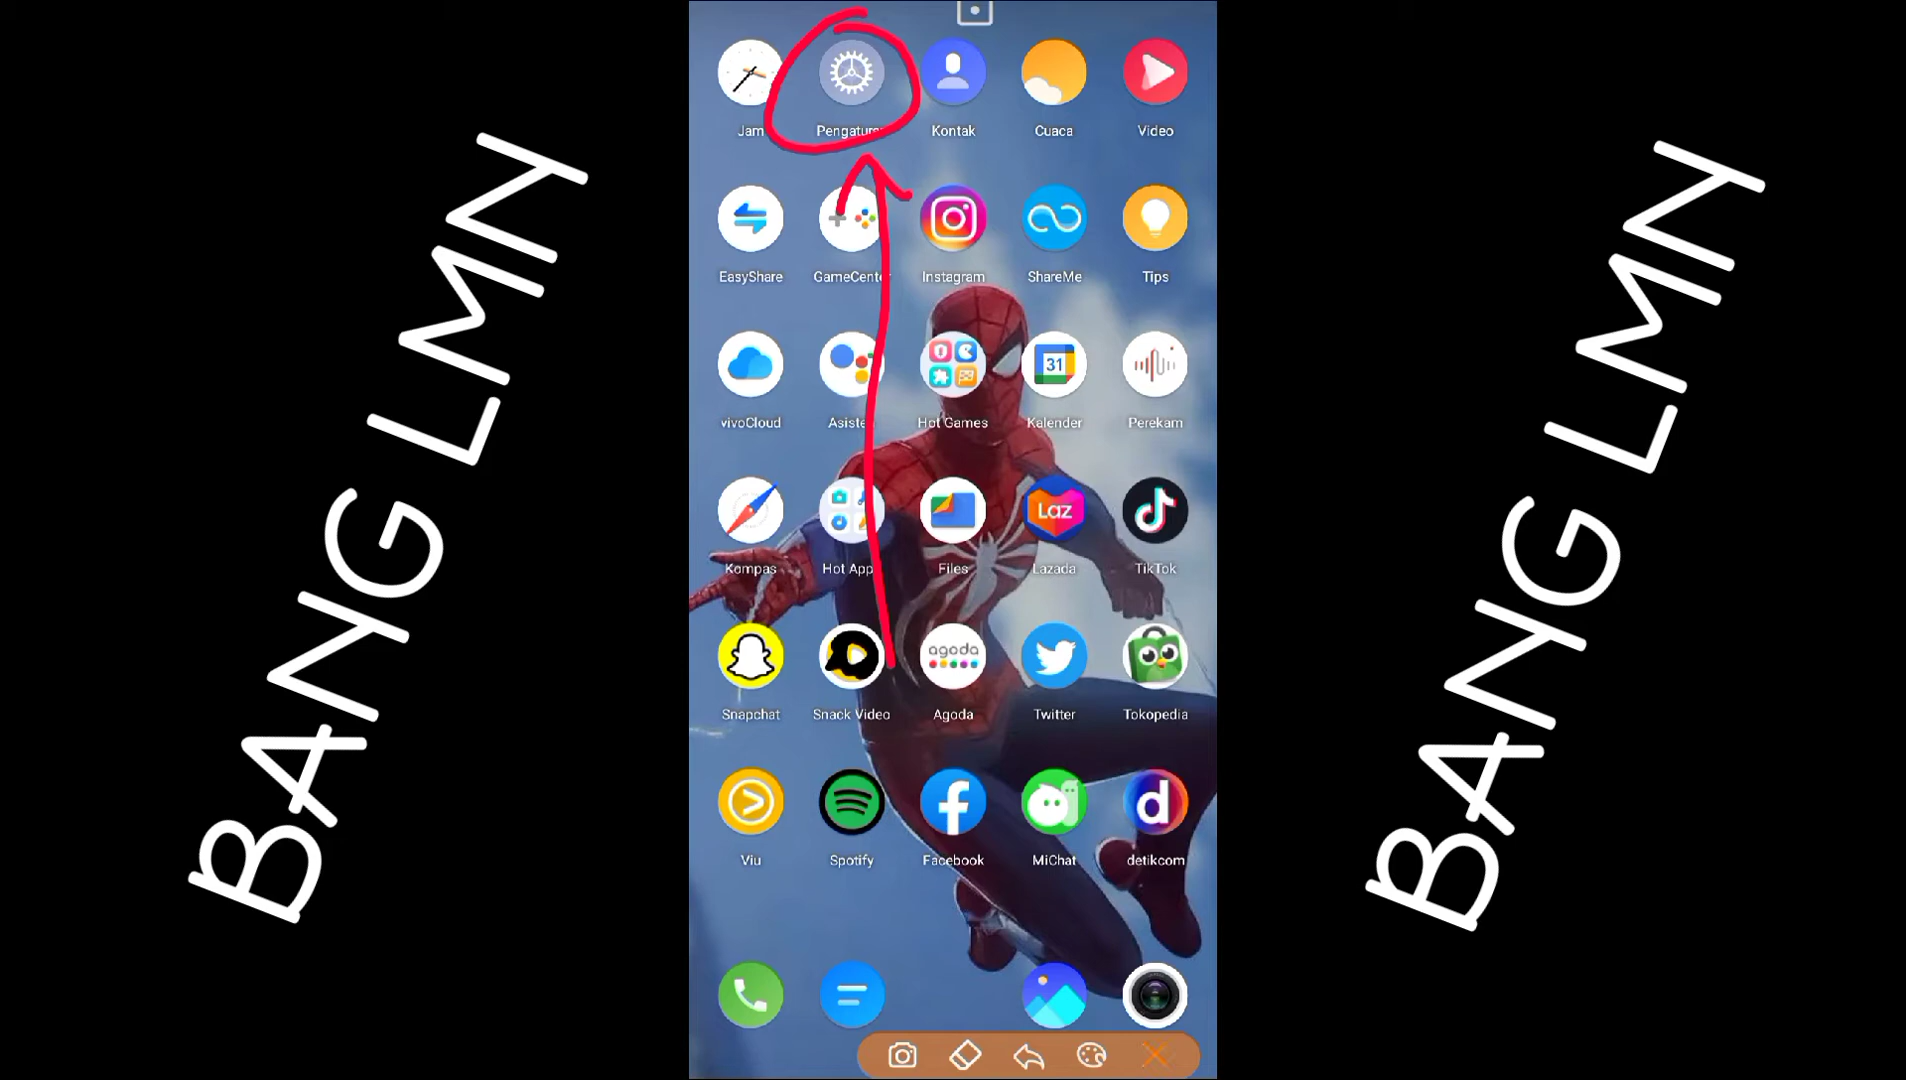 BANG LMN
BANG LMN
Jam
Pengatura
Kontak
Cuaca
Video
EasyShare
GameCente
Instagram
ShareMe
Tips
31
vivoCloud
Asiste
Hot Games
Kalender
Perekam
Laz
Kompas
Hot App
Files
Lazada
TikTok
agoda
Snapchat
Snack Video
Agoda
Twitter
Tokopedia
d
Viu
Spotify
Facebook
MiChat
detikcom